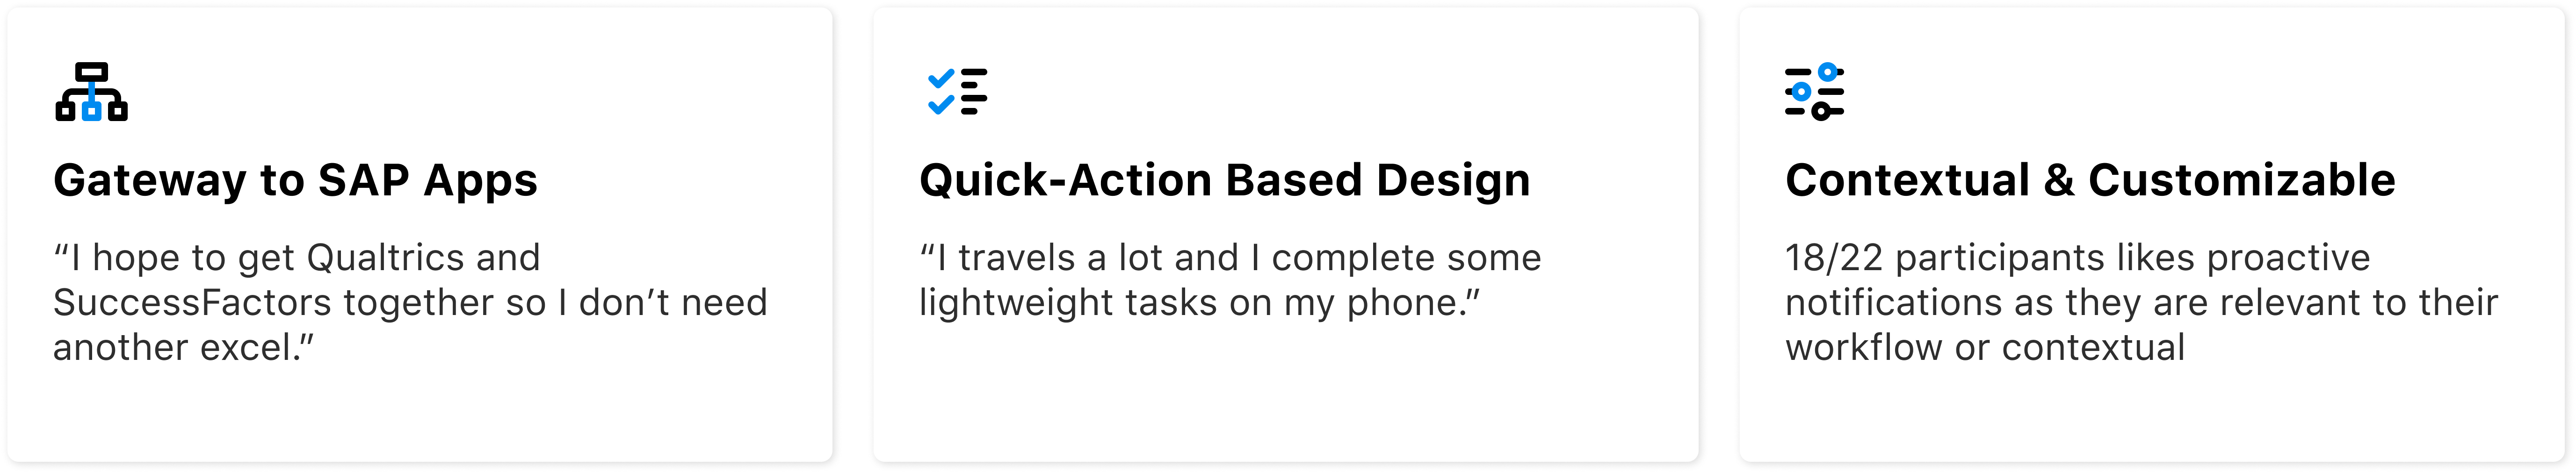 Gateway to SAP Apps
“I hope to get Qualtrics and
SuccessFactors together so I don’t need
another excel.”
Quick-Action Based Design
“I travels a lot and I complete some
lightweight tasks on my phone.”
Contextual & Customizable
18/22 participants likes proactive
notifications as they are relevant to their
workflow or contextual